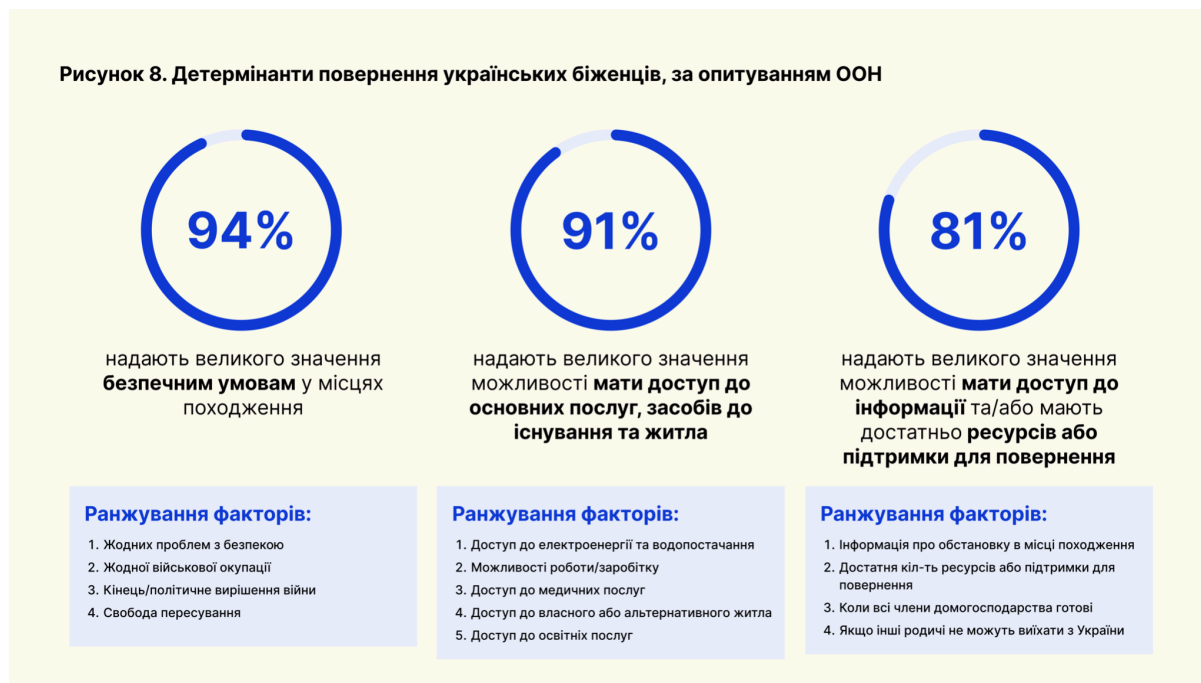 Рисунок 8. Детермінанти повернення українських біженців, за опитуванням ООН
94%
надають великого значення
безпечним умовам у місцях
походження
Ранжування факторів:
1. Жодних проблем з безпекою
2. Жодної військової окупації
3. Кінець/політичне вирішення війни
4. Свобода пересування
91%
надають великого значення
можливості мати доступ до
основних послуг, засобів до
існування та житла
Ранжування факторів:
1. Доступ до електроенергії та водопостачання
2. Можливості роботи/заробітку
3. Доступ до медичних послуг
4. Доступ до власного або альтернативного житла
5. Доступ до освітніх послуг
81%
надають великого значення
можливості мати доступ до
інформації та/або мають
достатньо ресурсів або
підтримки для повернення
Ранжування факторів:
1. Інформація про обстановку в місці походження
2. Достатня кіл-ть ресурсів або підтримки для
повернення
3. Коли всі члени домогосподарства готові
4. Якщо інші родичі не можуть виїхати з України